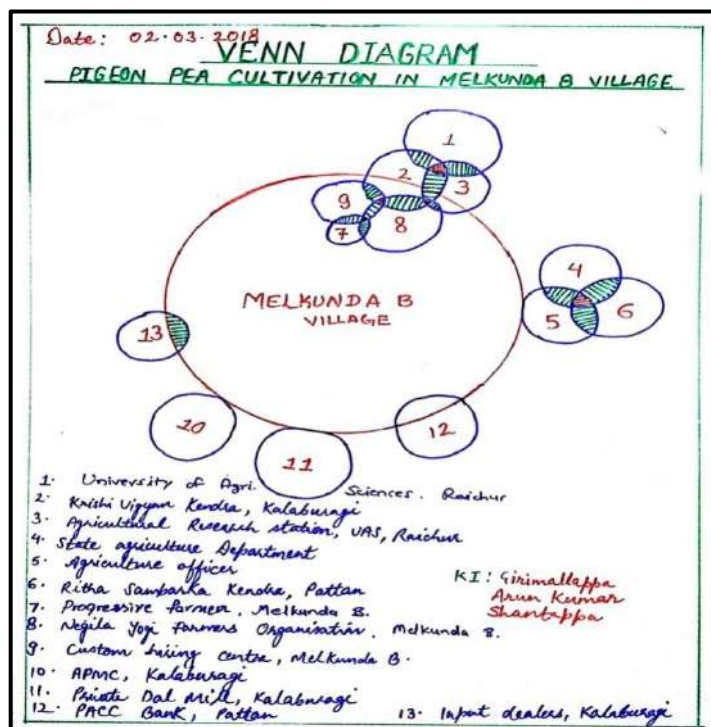 Date: 02.03.2018
VENN DIAGRAM
PIGEON PEA CULTIVATION IN MELKUNDA B VILLAGE
1
2
3
9
8
7
4
5
6
MELKUNDA B
VILLAGE
13
10
11
12
1. University of Agri. Sciences. Raichur
2. Krishi Vigyan Kendra, Kalaburagi
3. Agricultural Research station, UAS, Raichur
4. State agriculture Department
5. Agriculture officer
6. Ritha Sambarka Kendra, Pattan
7. Progressive farmer, Melkunda B.
8. Negila Yogi farmers Organisation, Melkunda B.
9. Custom hiring centre, Melkunda B.
10. APMC, Kalaburagi
11. Private Dal Mill, Kalaburagi
12. PACC Bank, Pattan
13. Input dealers, Kalaburagi
KI: Girimallappa
Arun Kumar
Shantappa